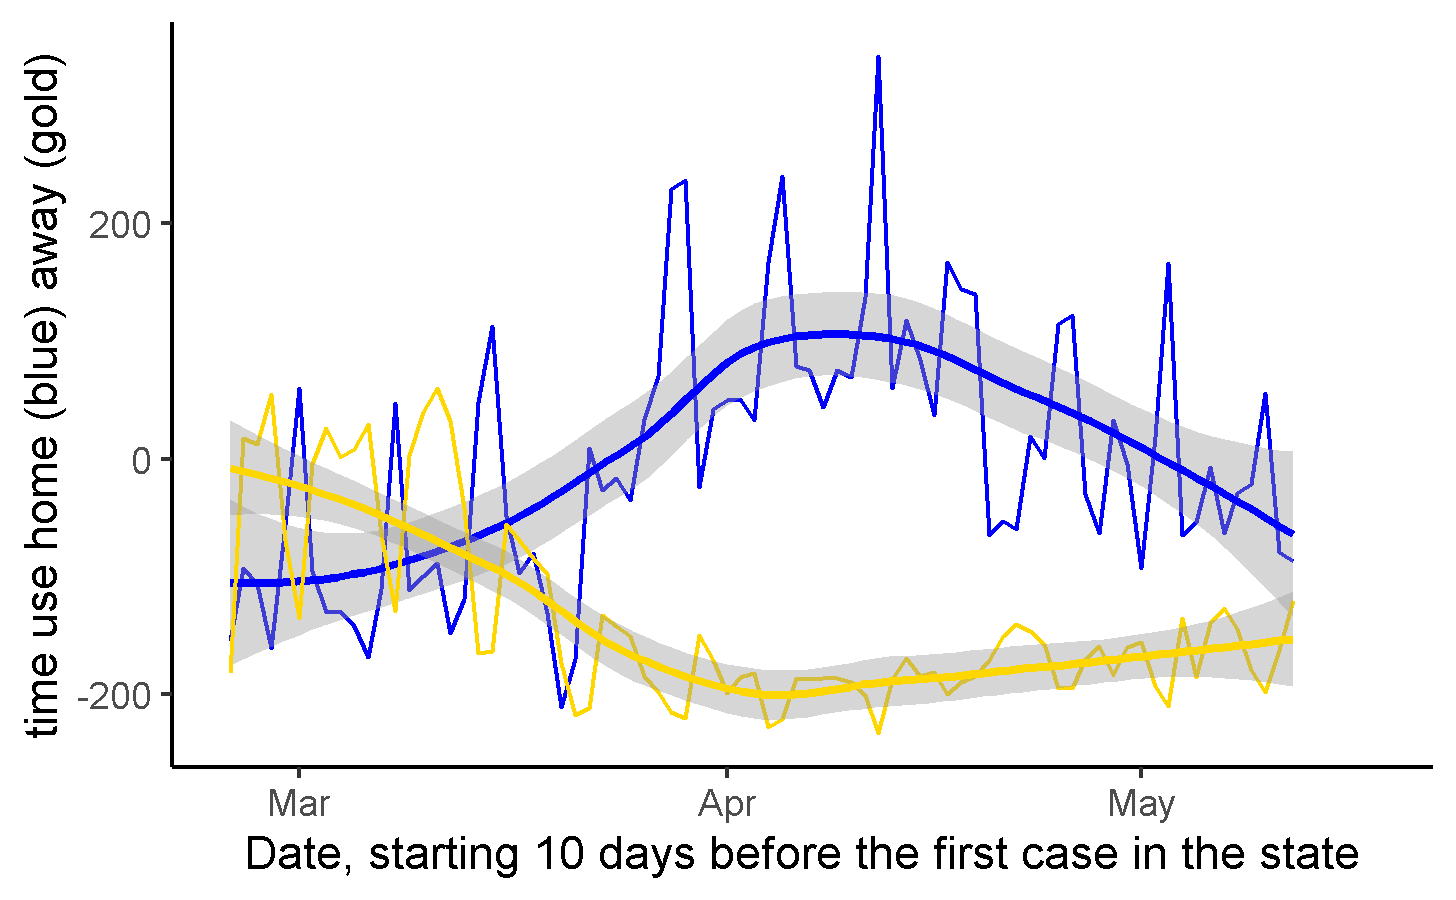 time use home (blue) away (gold)
200
0
-200
Mar
Apr
May
Date, starting 10 days before the first case in the state